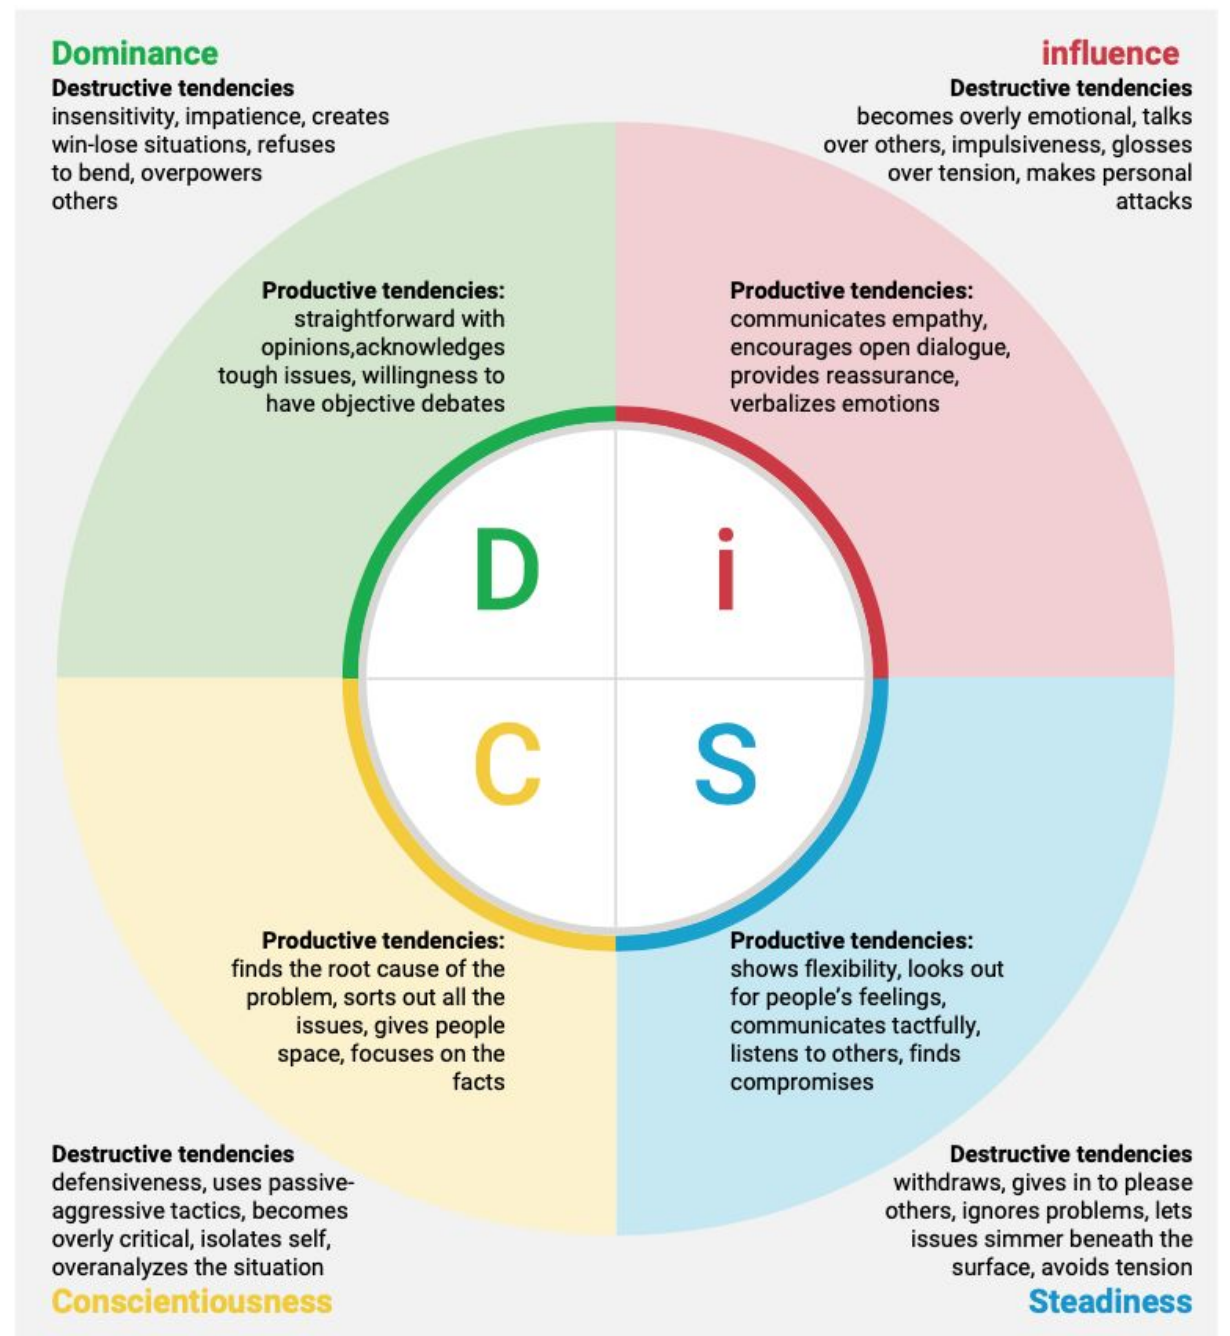 Dominance
Destructive tendencies
insensitivity, impatience, creates
win-lose situations, refuses
to bend, overpowers
others
influence
Destructive tendencies
becomes overly emotional, talks
over others, impulsiveness, glosses
over tension, makes personal
attacks
Productive tendencies:
straightforward with
opinions,acknowledges
tough issues, willingness to
have objective debates
Productive tendencies:
communicates empathy,
encourages open dialogue,
provides reassurance,
verbalizes emotions
D
i
C
S
Productive tendencies:
finds the root cause of the
problem, sorts out all the
issues, gives people
space, focuses on the
facts
Productive tendencies:
shows flexibility, looks out
for people’s feelings,
communicates tactfully,
listens to others, finds
compromises
Destructive tendencies
defensiveness, uses passive-
aggressive tactics, becomes
overly critical, isolates self,
overanalyzes the situation
Conscientiousness
Destructive tendencies
withdraws, gives in to please
others, ignores problems, lets
issues simmer beneath the
surface, avoids tension
Steadiness